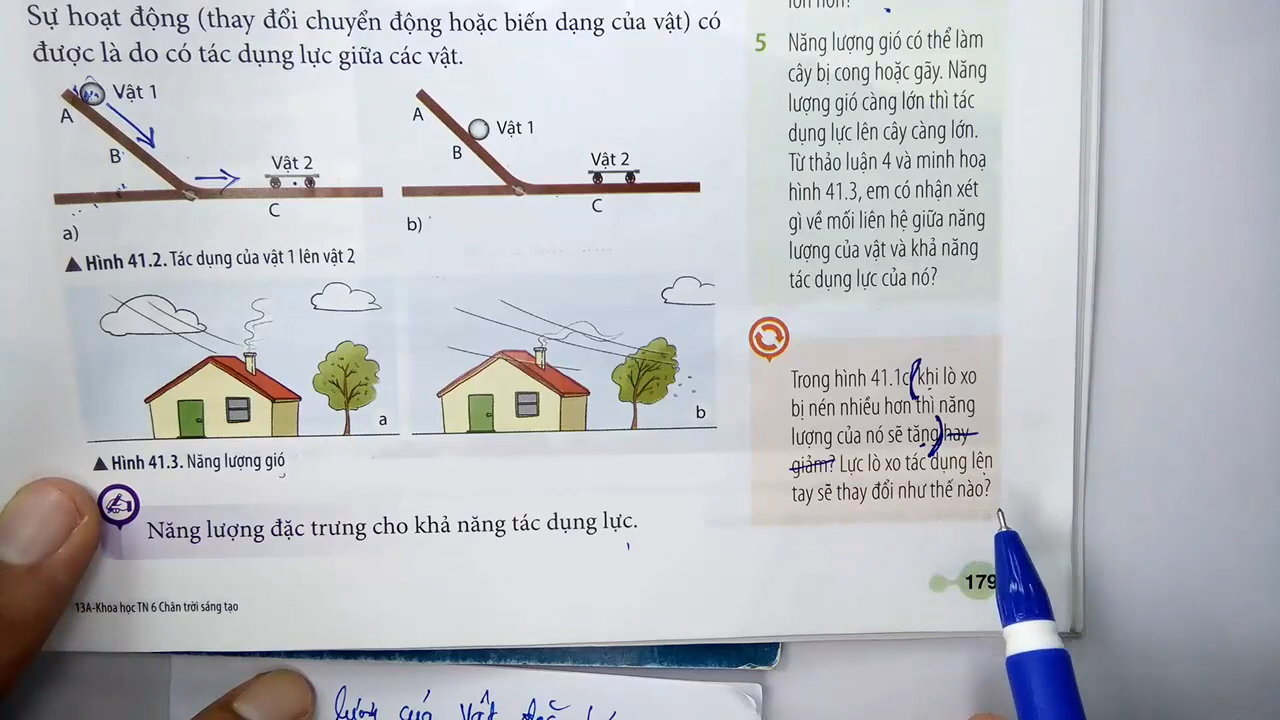 Sự hoạt động (thay đổi chuyển động hoặc biến dạng của vật) có
được là do có tác dụng lực giữa các vật.
Vật 1
A
B
Vật 2
C
a)
A
Vật 1
B
Vật 2
C
b)
▲ Hình 41.2. Tác dụng của vật 1 lên vật 2
a
b
▲ Hình 41.3. Năng lượng gió
Năng lượng đặc trưng cho khả năng tác dụng lực.
13A-Khoa học TN 6 Chân trời sáng tạo
5 Năng lượng gió có thể làm
cây bị cong hoặc gãy. Năng
lượng gió càng lớn thì tác
dụng lực lên cây càng lớn.
Từ thảo luận 4 và minh hoạ
hình 41.3, em có nhận xét
gì về mối liên hệ giữa năng
lượng của vật và khả năng
tác dụng lực của nó?
Trong hình 41.1c, khi lò xo
bị nén nhiều hơn thì năng
lượng của nó sẽ tăng hay
giảm? Lực lò xo tác dụng lên
tay sẽ thay đổi như thế nào?
179
lượng của vật